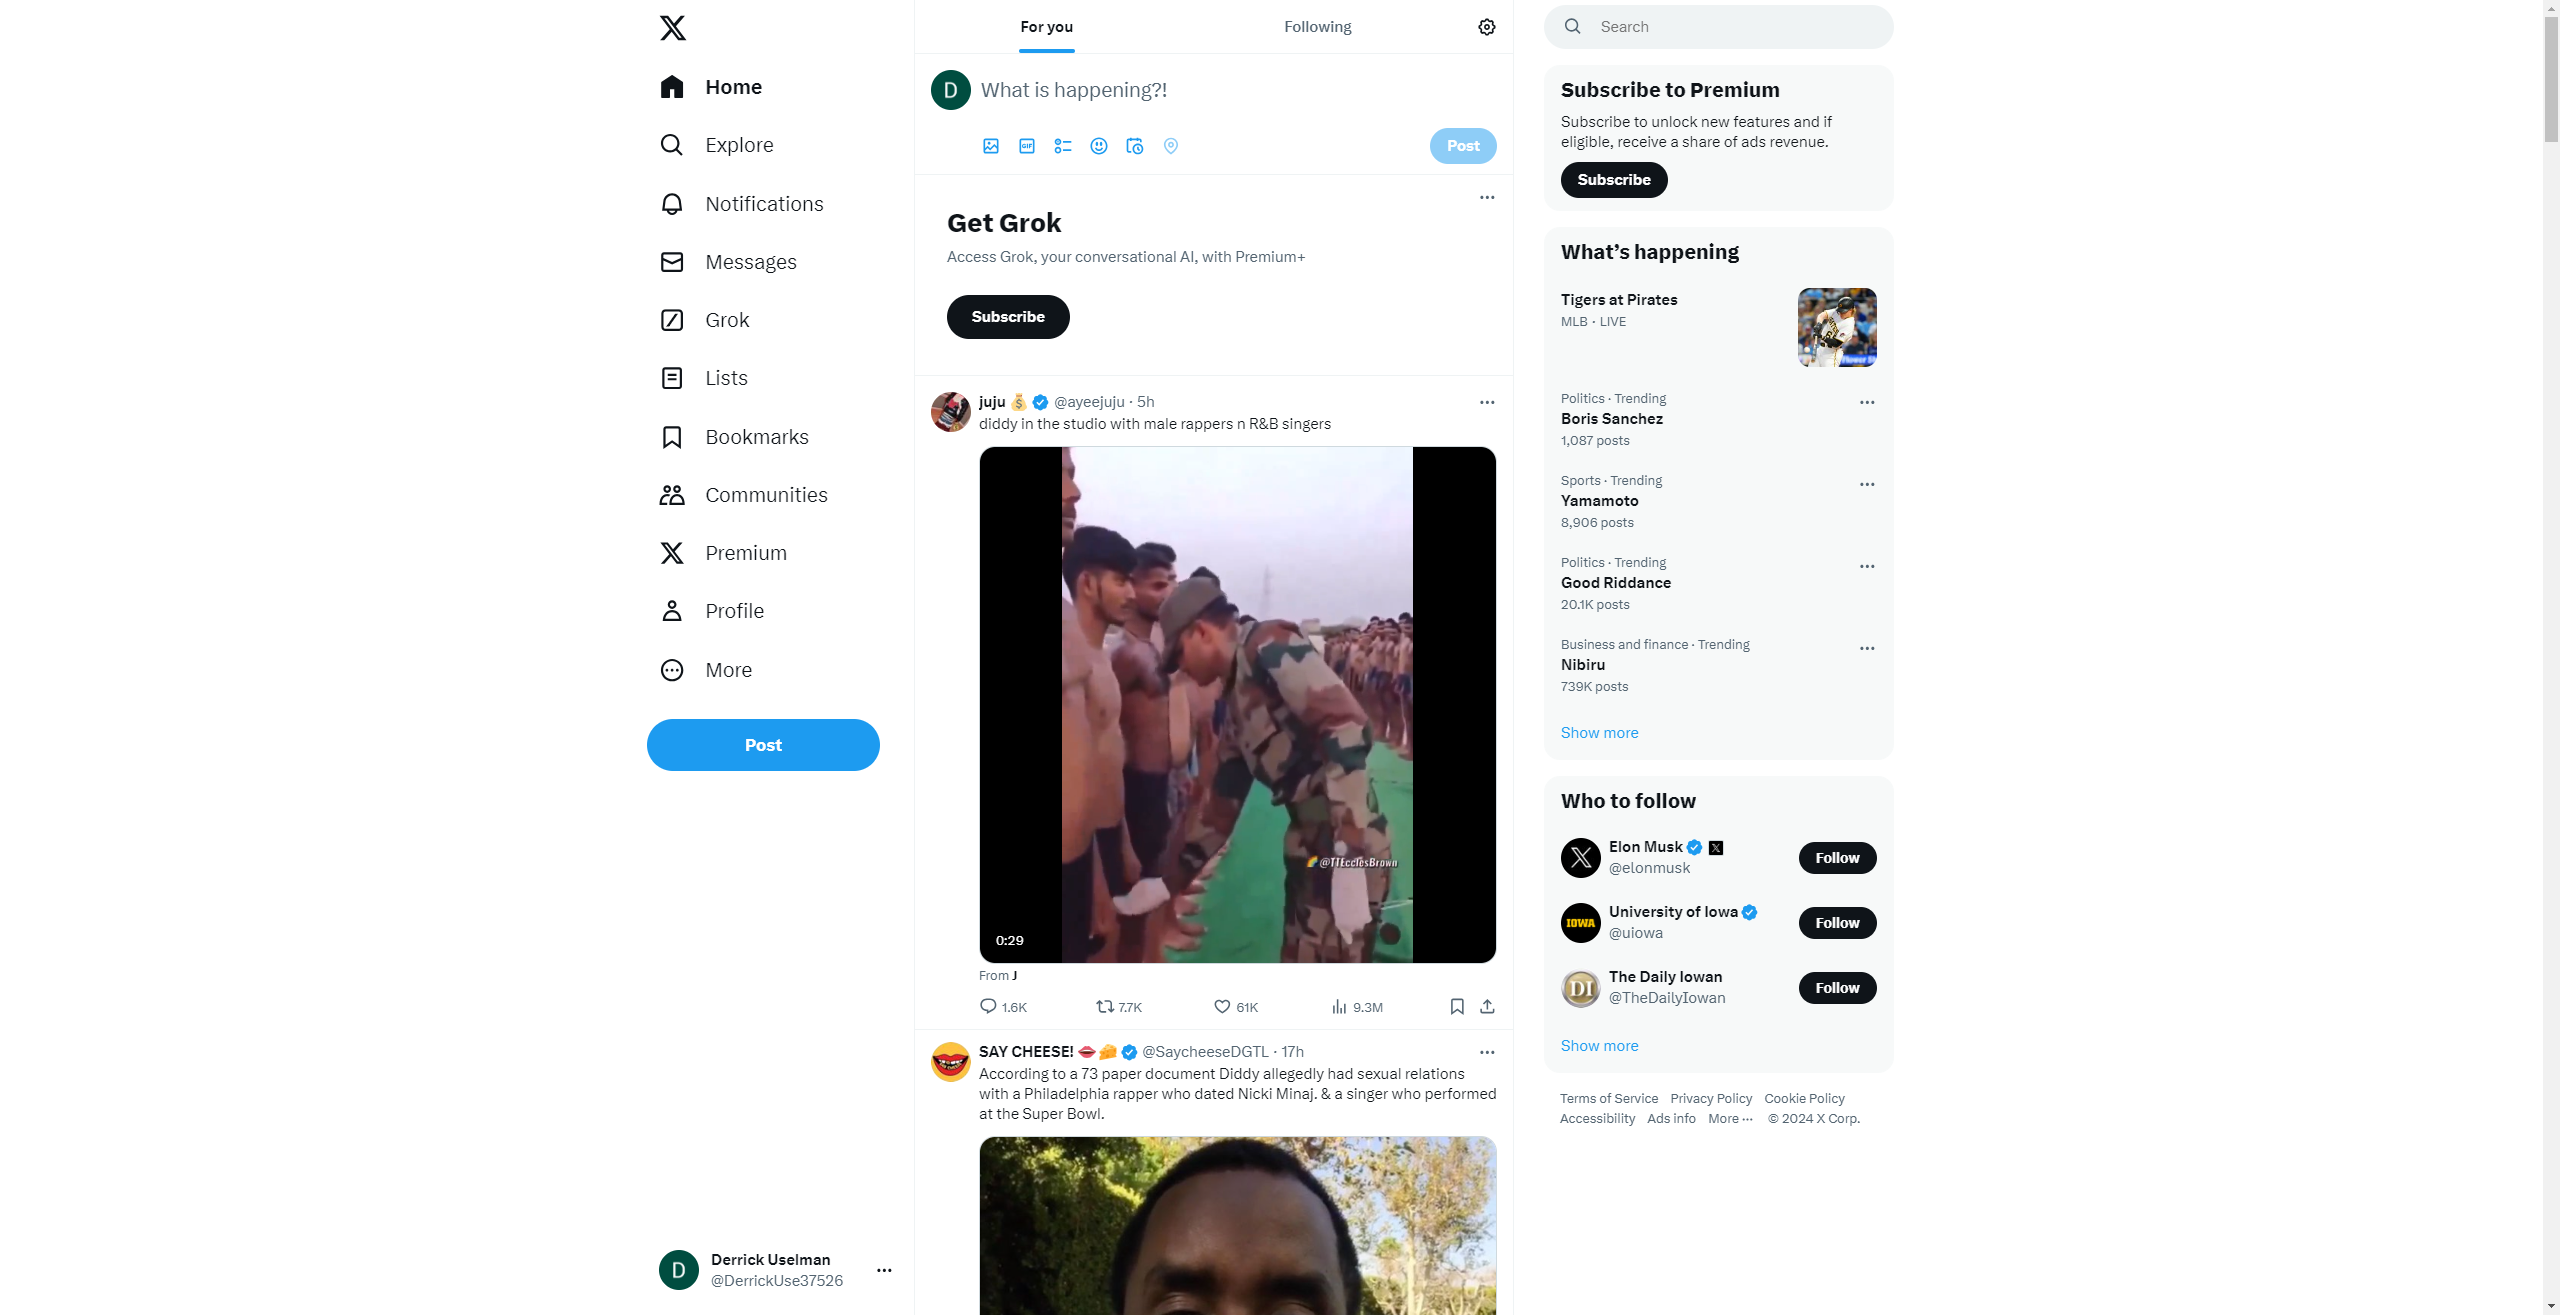 Home
Explore
Notifications
Messages
Grok
Lists
Bookmarks
Communities
Premium
Profile
More
Post
Derrick Uselman
@DerrickUse37526
For you
Following
D
What is happening?!
GIF
Post
Get Grok
Access Grok, your conversational AI, with Premium+
Subscribe
juju @ayeejuju · 5h
diddy in the studio with male rappers n R&B singers
@TTEcclesBrown
0:29
From J
1.6K 7.7K 61K 9.3M
SAY CHEESE! @SaycheeseDGTL · 17h
According to a 73 paper document Diddy allegedly had sexual relations
with a Philadelphia rapper who dated Nicki Minaj. & a singer who performed
at the Super Bowl.
Search
Subscribe to Premium
Subscribe to unlock new features and if
eligible, receive a share of ads revenue.
Subscribe
What’s happening
Tigers at Pirates
MLB · LIVE
Politics · Trending
Boris Sanchez
1,087 posts
Sports · Trending
Yamamoto
8,906 posts
Politics · Trending
Good Riddance
20.1K posts
Business and finance · Trending
Nibiru
739K posts
Show more
Who to follow
Elon Musk
@elonmusk
Follow
IOWA
University of Iowa
@uiowa
Follow
DI
The Daily Iowan
@TheDailyIowan
Follow
Show more
Terms of Service Privacy Policy Cookie Policy
Accessibility Ads info More ··· © 2024 X Corp.
D